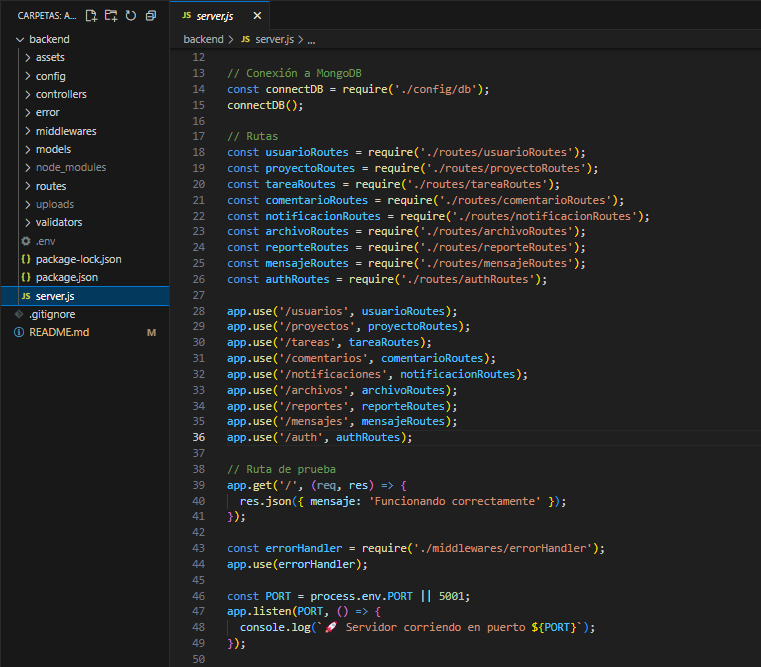 CARPETAS: A...
backend
assets
config
controllers
error
middlewares
models
node_modules
routes
uploads
validators
.env
package-lock.json
package.json
server.js
.gitignore
README.md M
JS server.js ×
backend > JS server.js > ...
12
13 // Conexión a MongoDB
14 const connectDB = require('./config/db');
15 connectDB();
16
17 // Rutas
18 const usuarioRoutes = require('./routes/usuarioRoutes');
19 const proyectoRoutes = require('./routes/proyectoRoutes');
20 const tareaRoutes = require('./routes/tareaRoutes');
21 const comentarioRoutes = require('./routes/comentarioRoutes');
22 const notificacionRoutes = require('./routes/notificacionRoutes');
23 const archivoRoutes = require('./routes/archivoRoutes');
24 const reporteRoutes = require('./routes/reporteRoutes');
25 const mensajeRoutes = require('./routes/mensajeRoutes');
26 const authRoutes = require('./routes/authRoutes');
27
28 app.use('/usuarios', usuarioRoutes);
29 app.use('/proyectos', proyectoRoutes);
30 app.use('/tareas', tareaRoutes);
31 app.use('/comentarios', comentarioRoutes);
32 app.use('/notificaciones', notificacionRoutes);
33 app.use('/archivos', archivoRoutes);
34 app.use('/reportes', reporteRoutes);
35 app.use('/mensajes', mensajeRoutes);
36 app.use('/auth', authRoutes);
37
38 // Ruta de prueba
39 app.get('/', (req, res) => {
40 res.json({ mensaje: 'Funcionando correctamente' });
41 });
42
43 const errorHandler = require('./middlewares/errorHandler');
44 app.use(errorHandler);
45
46 const PORT = process.env.PORT || 5001;
47 app.listen(PORT, () => {
48 console.log(`🚀 Servidor corriendo en puerto ${PORT}`);
49 });
50